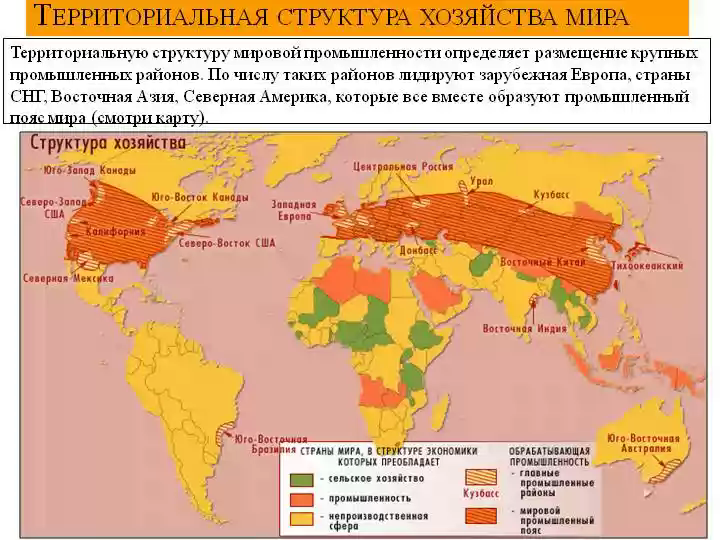 ТЕРРИТОРИАЛЬНАЯ СТРУКТУРА ХОЗЯЙСТВА МИРА
Территориальную структуру мировой промышленности определяет размещение крупных
промышленных районов. По числу таких районов лидируют зарубежная Европа, страны
СНГ, Восточная Азия, Северная Америка, которые все вместе образуют промышленный
пояс мира (смотри карту).
Структура хозяйства
Юго-Запад Канады
Центральная Россия
Урал
Кузбасс
Северо-Запад
США
Юго-Восток Канады
Западная
Европа
Калифорния
Северо-Восток США
Донбасс
Восточный Китай
Тихоокеанский
Северная Мексика
Восточная Индия
Юго-Восточная
Бразилия
Юго-Восточная
Австралия
СТРАНЫ МИРА, В СТРУКТУРЕ ЭКОНОМИКИ
КОТОРЫХ ПРЕОБЛАДАЕТ
- сельское хозяйство
- промышленность
- непроизводственная
сфера
ОБРАБАТЫВАЮЩАЯ
ПРОМЫШЛЕННОСТЬ
- главные
промышленные
районы
Кузбасс
- мировой
промышленный
пояс